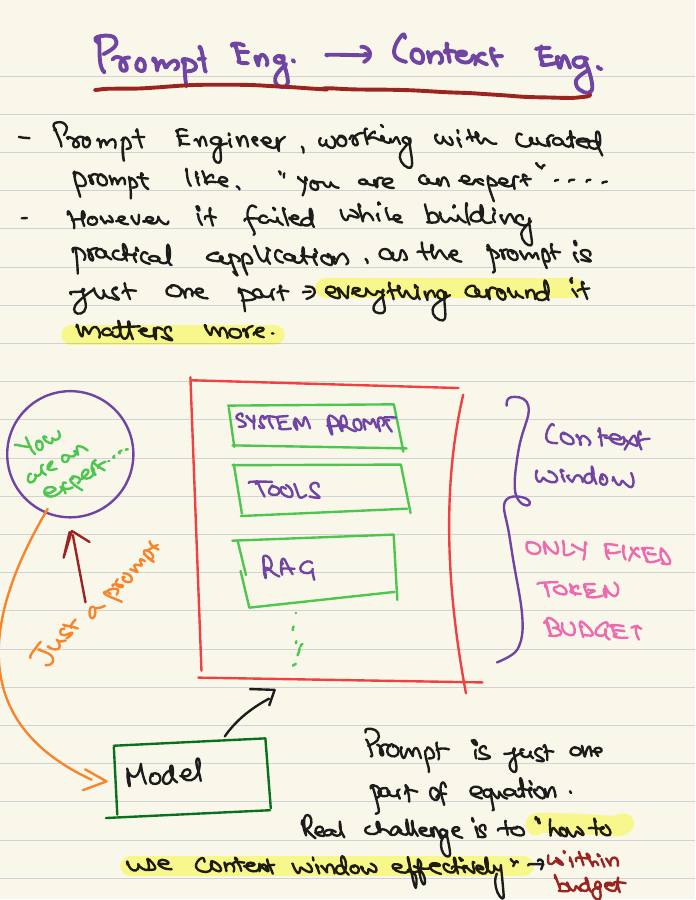 Prompt Eng. → Context Eng.
- Prompt Engineer, working with curated
prompt like, "you are an expert" ....
- However it failed while building
practical application, as the prompt is
just one part → everything around it
matters more.
You
are an
expert....
Just a prompt
SYSTEM PROMPT
TOOLS
RAG
Context
window
ONLY FIXED
TOKEN
BUDGET
Model
Prompt is just one
part of equation.
Real challenge is to "how to
use context window effectively" → within
budget